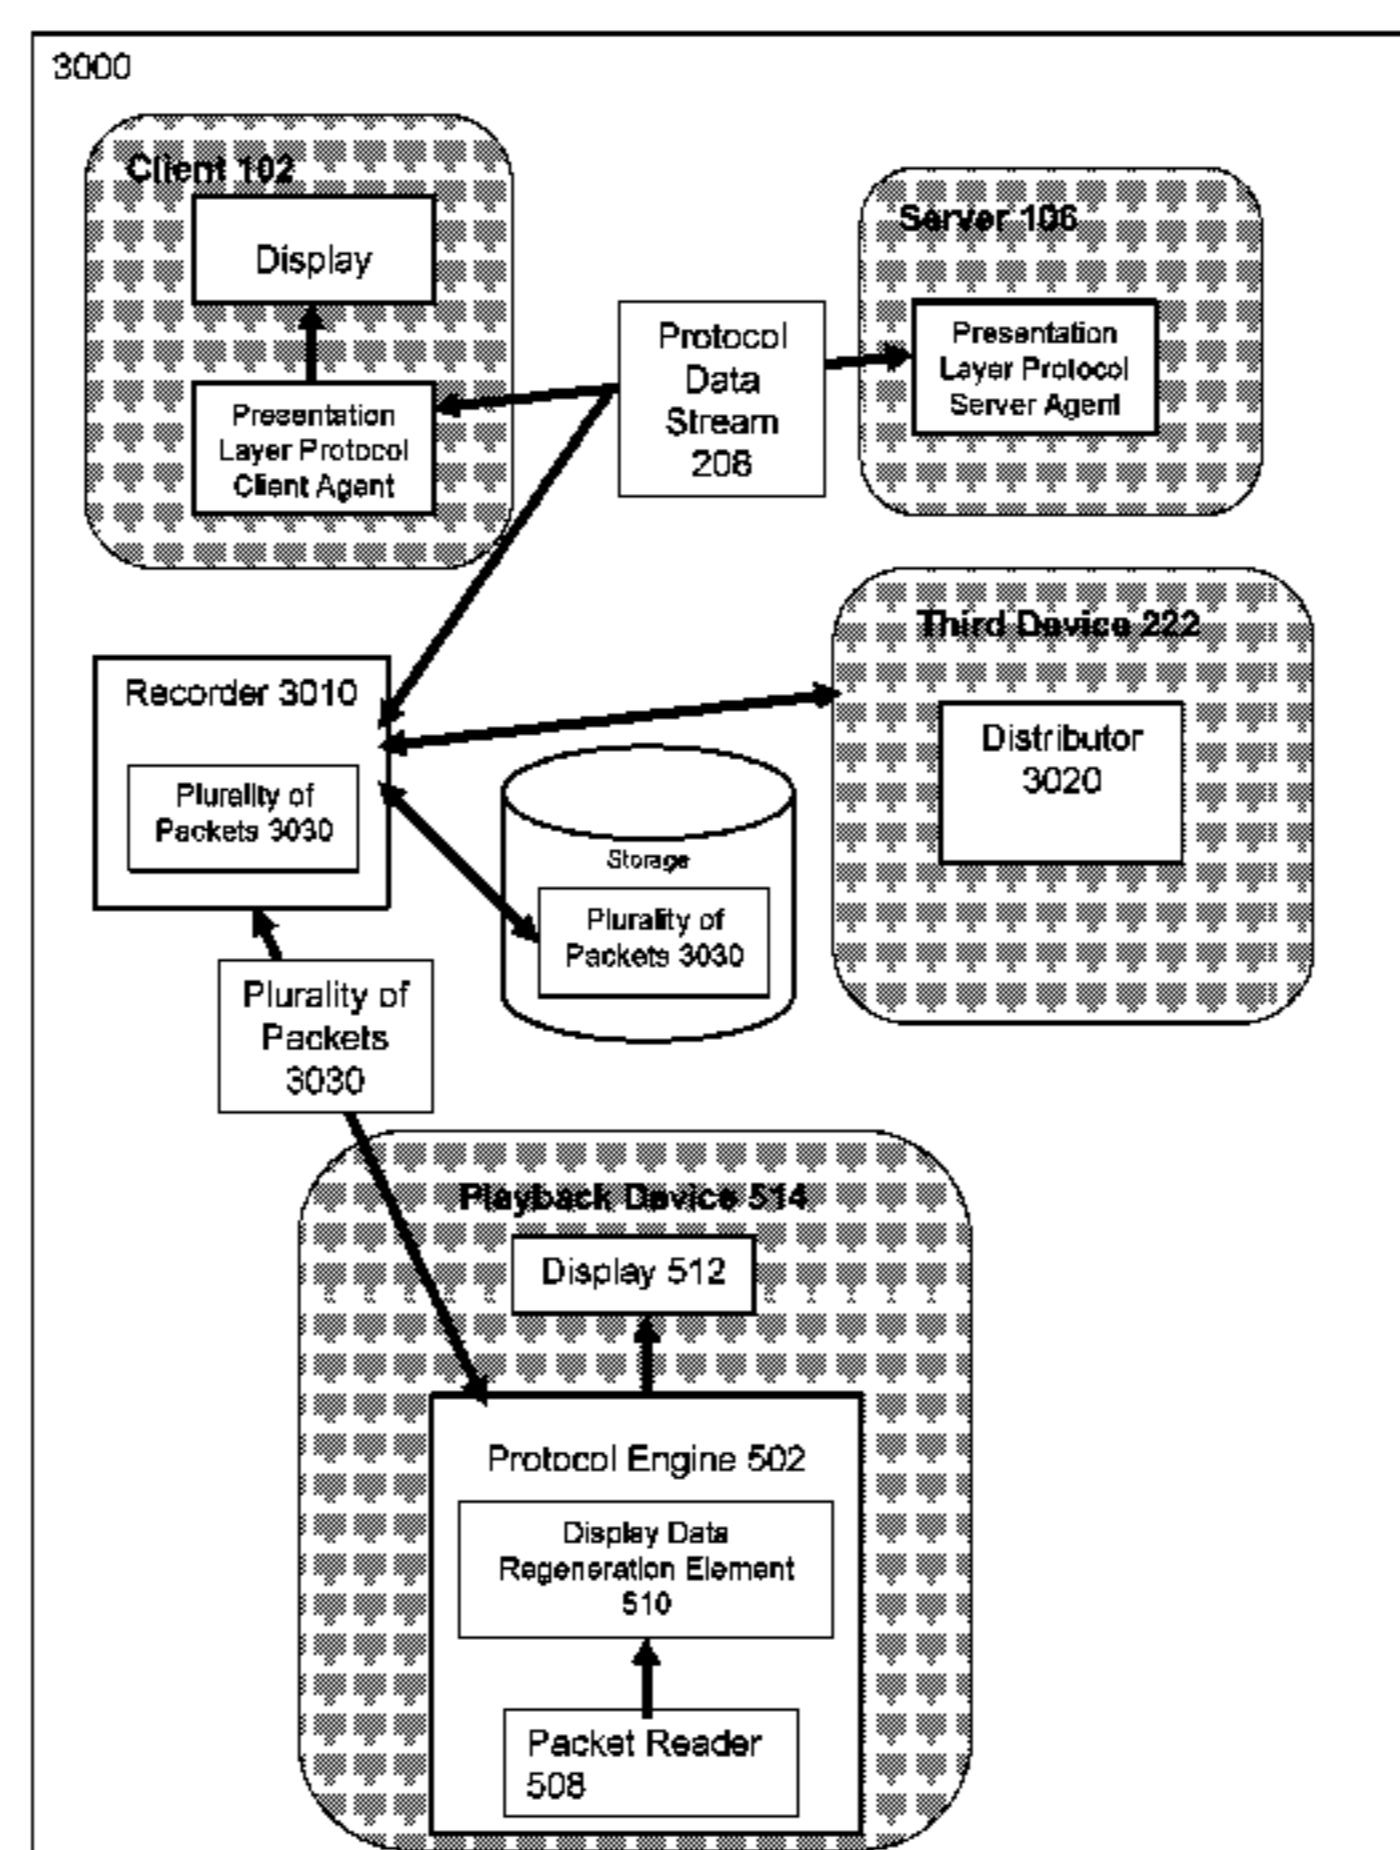 3000
Client 102
Display
Presentation
Layer Protocol
Client Agent
Protocol
Data
Stream
208
Server 106
Presentation
Layer Protocol
Server Agent
Recorder 3010
Plurality of
Packets 3030
Third Device 222
Distributor
3020
Storage
Plurality of
Packets 3030
Plurality of
Packets
3030
Playback Device 514
Display 512
Protocol Engine 502
Display Data
Regeneration Element
510
Packet Reader
508